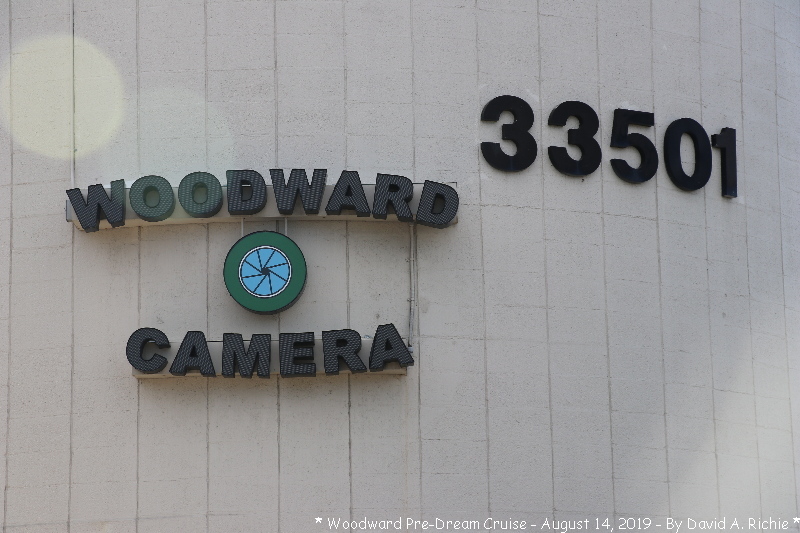 33501
WOODWARD
CAMERA
* Woodward Pre-Dream Cruise - August 14, 2019 - By David A. Richie *